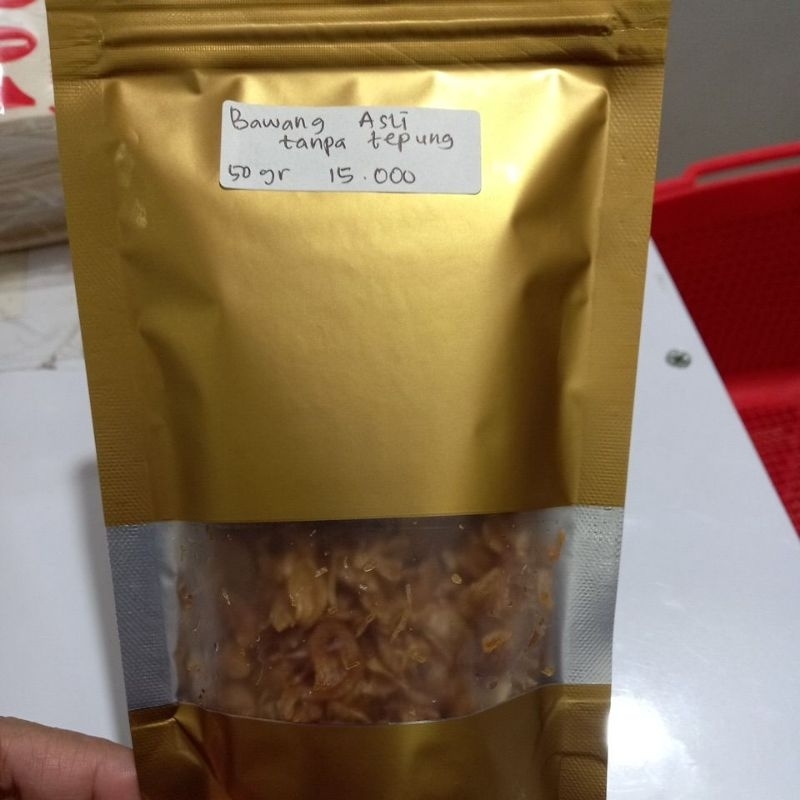 Bawang Asli
tanpa tepung
50 gr 15.000